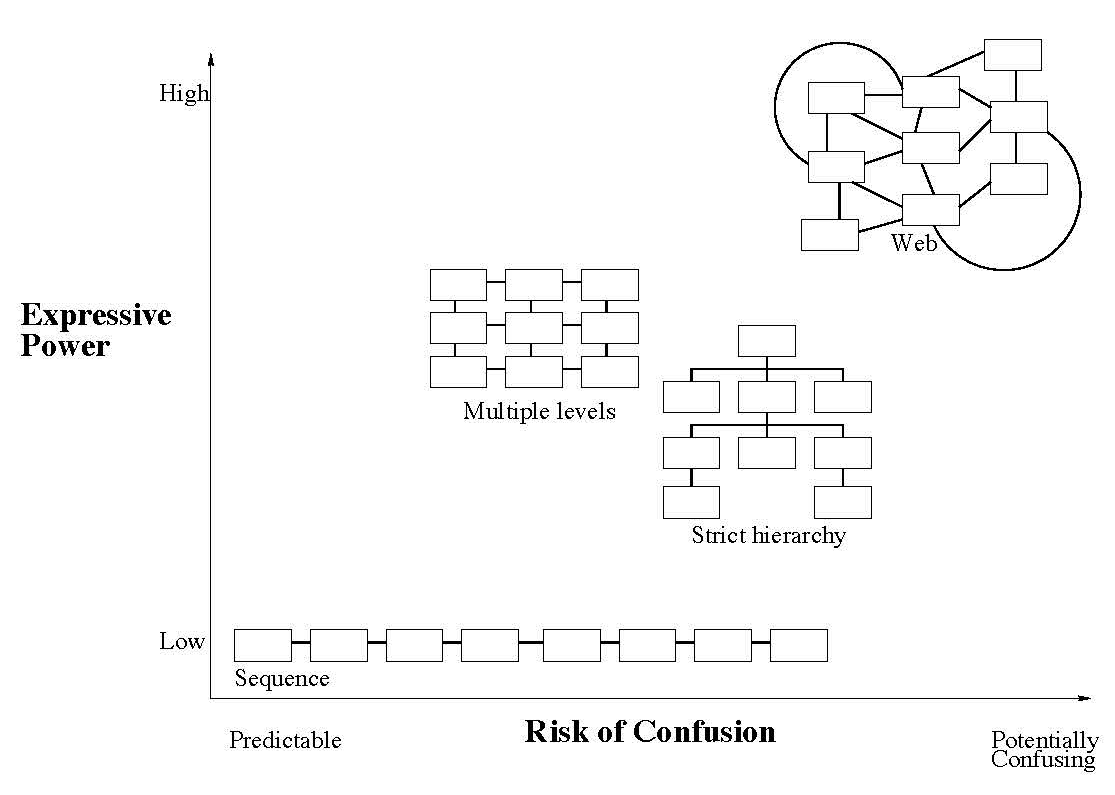 High
Web
Expressive
Power
Multiple levels
Strict hierarchy
Low
Sequence
Predictable
Risk of Confusion
Potentially
Confusing